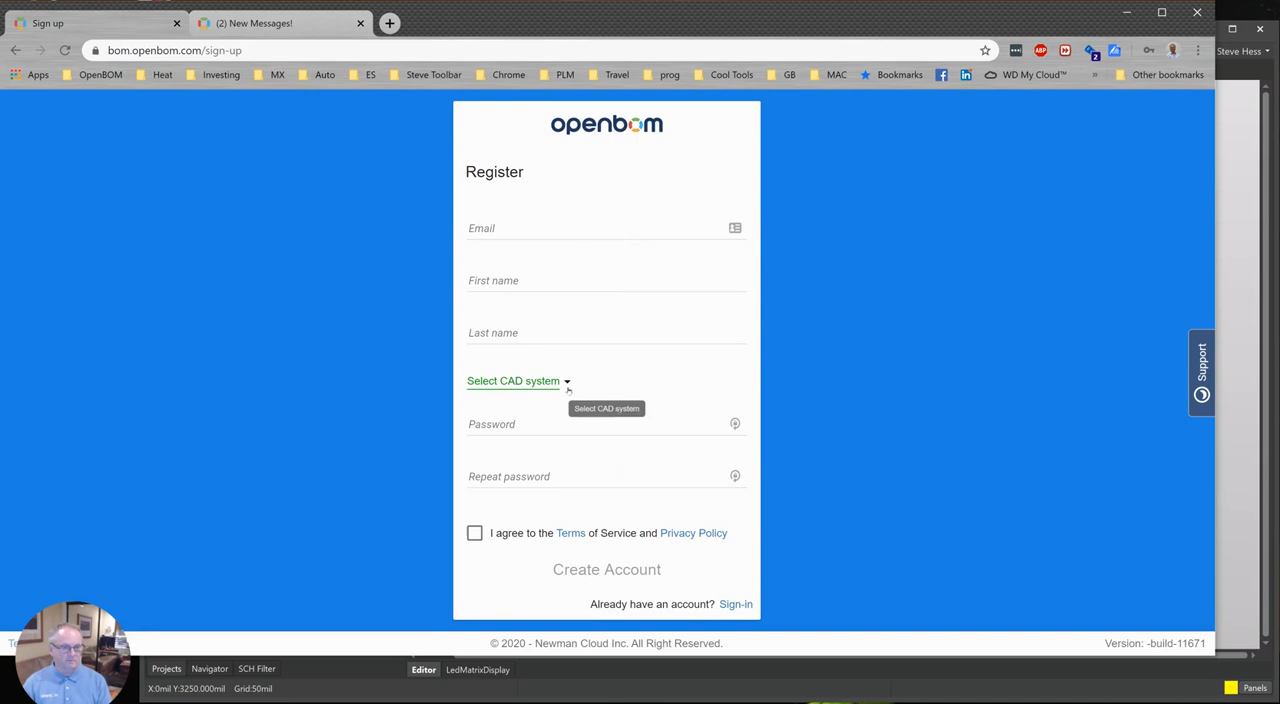 Sign up
(2) New Messages!
Steve Hess
bom.openbom.com/sign-up
ABP
2
Apps
OpenBOM
Heat
Investing
MX
Auto
ES
Steve Toolbar
Chrome
PLM
Travel
prog
Cool Tools
GB
MAC
Bookmarks
WD My Cloud™
»
Other bookmarks
openbom
Register
Email
First name
Last name
Select CAD system
Select CAD system
Password
Repeat password
I agree to the Terms of Service and Privacy Policy
Create Account
Already have an account? Sign-in
Support
© 2020 - Newman Cloud Inc. All Right Reserved.
Version: -build-11671
Projects
Navigator
SCH Filter
Editor
LedMatrixDisplay
X:0mil Y:3250.000mil
Grid:50mil
Panels